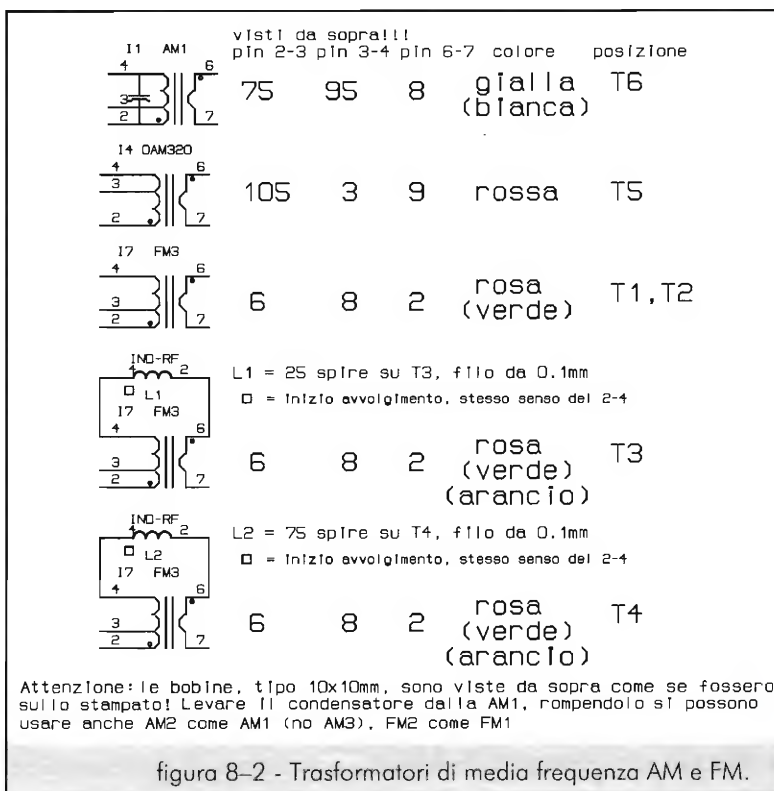 visti da sopra!!!
I1 AM1 pin 2-3 pin 3-4 pin 6-7 colore posizione
4 6
3
2 7
75 95 8 gialla (bianca) T6
I4 OAM320
4 6
3
2 7
105 3 9 rossa T5
I7 FM3
4 6
3
2 7
6 8 2 rosa (verde) T1,T2
IND-RF
4 2
L1 = 25 spire su T3, filo da 0.1mm
□ L1
□ = inizio avvolgimento, stesso senso del 2-4
I7 FM3
4 6
3
2 7
6 8 2 rosa (verde) (arancio) T3
IND-RF
4 2
L2 = 75 spire su T4, filo da 0.1mm
□ L2
□ = inizio avvolgimento, stesso senso del 2-4
I7 FM3
4 6
3
2 7
6 8 2 rosa (verde) (arancio) T4
Attenzione: le bobine, tipo 10x10mm, sono viste da sopra come se fossero
sullo stampato! Levare il condensatore dalla AM1, rompendolo si possono
usare anche AM2 come AM1 (no AM3), FM2 come FM1
figura 8–2 - Trasformatori di media frequenza AM e FM.